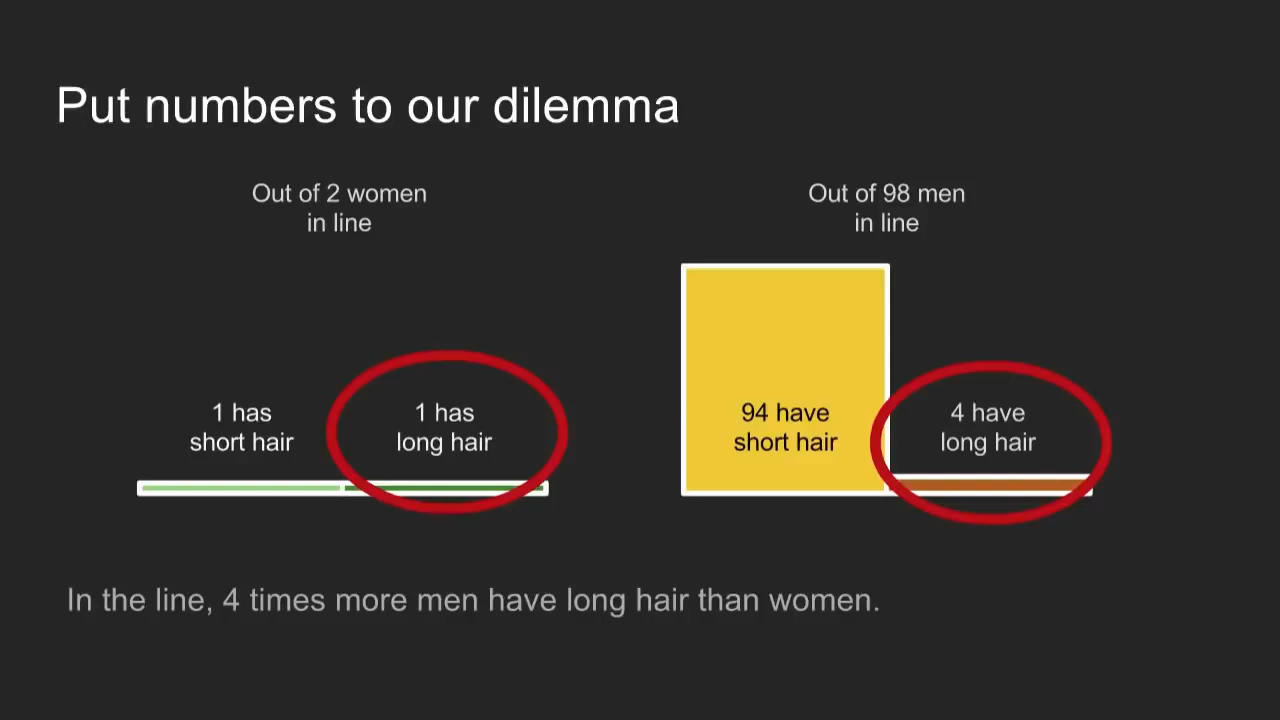 Put numbers to our dilemma
Out of 2 women
in line
Out of 98 men
in line
1 has
short hair
1 has
long hair
94 have
short hair
4 have
long hair
In the line, 4 times more men have long hair than women.